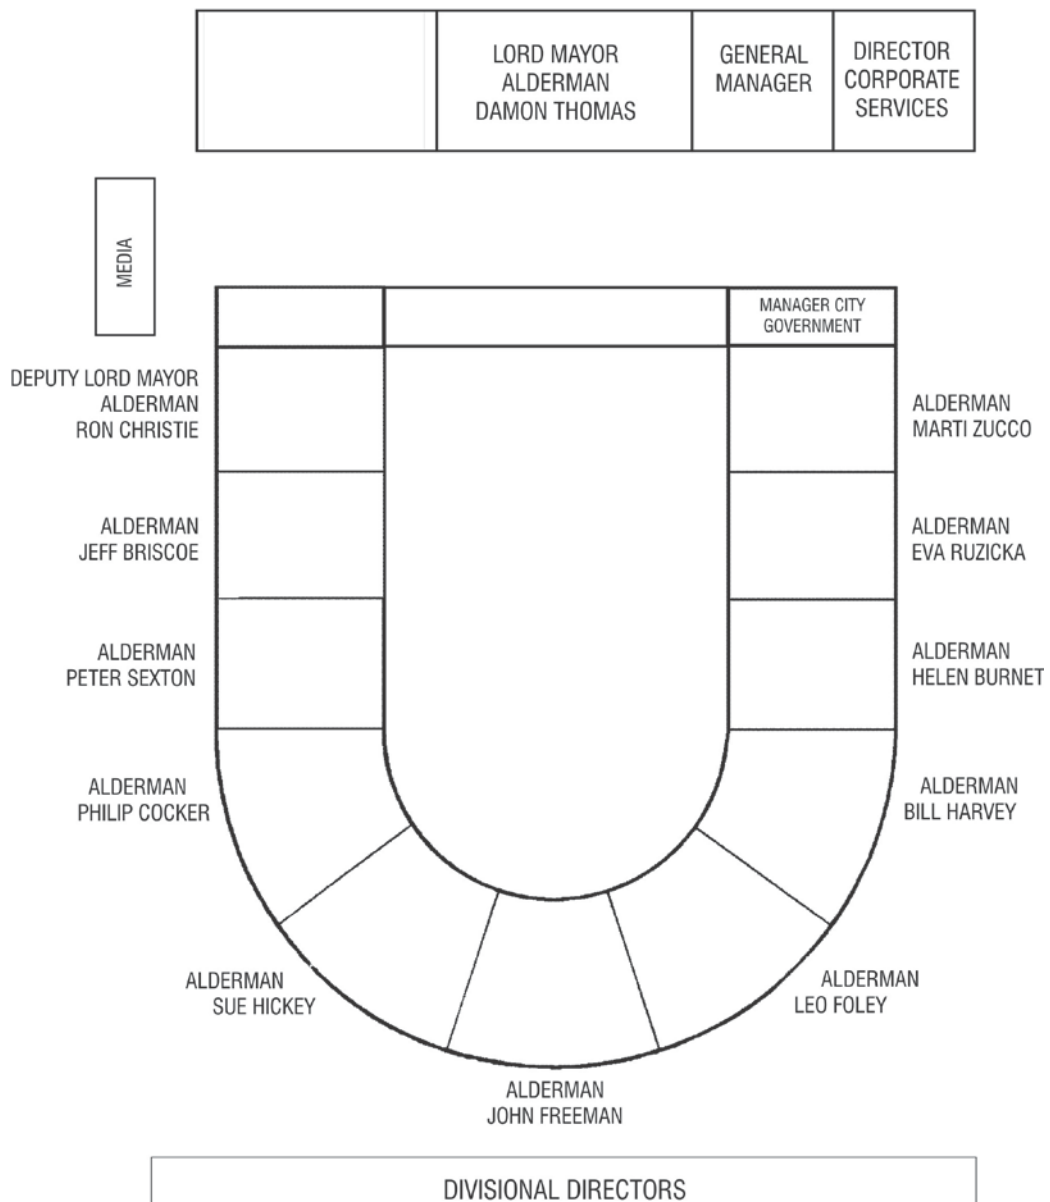 LORD MAYOR
ALDERMAN
DAMON THOMAS
GENERAL
MANAGER
DIRECTOR
CORPORATE
SERVICES
MEDIA
MANAGER CITY
GOVERNMENT
DEPUTY LORD MAYOR
ALDERMAN
RON CHRISTIE
ALDERMAN
MARTI ZUCCO
ALDERMAN
JEFF BRISCOE
ALDERMAN
EVA RUZICKA
ALDERMAN
PETER SEXTON
ALDERMAN
HELEN BURNET
ALDERMAN
PHILIP COCKER
ALDERMAN
BILL HARVEY
ALDERMAN
SUE HICKEY
ALDERMAN
LEO FOLEY
ALDERMAN
JOHN FREEMAN
DIVISIONAL DIRECTORS